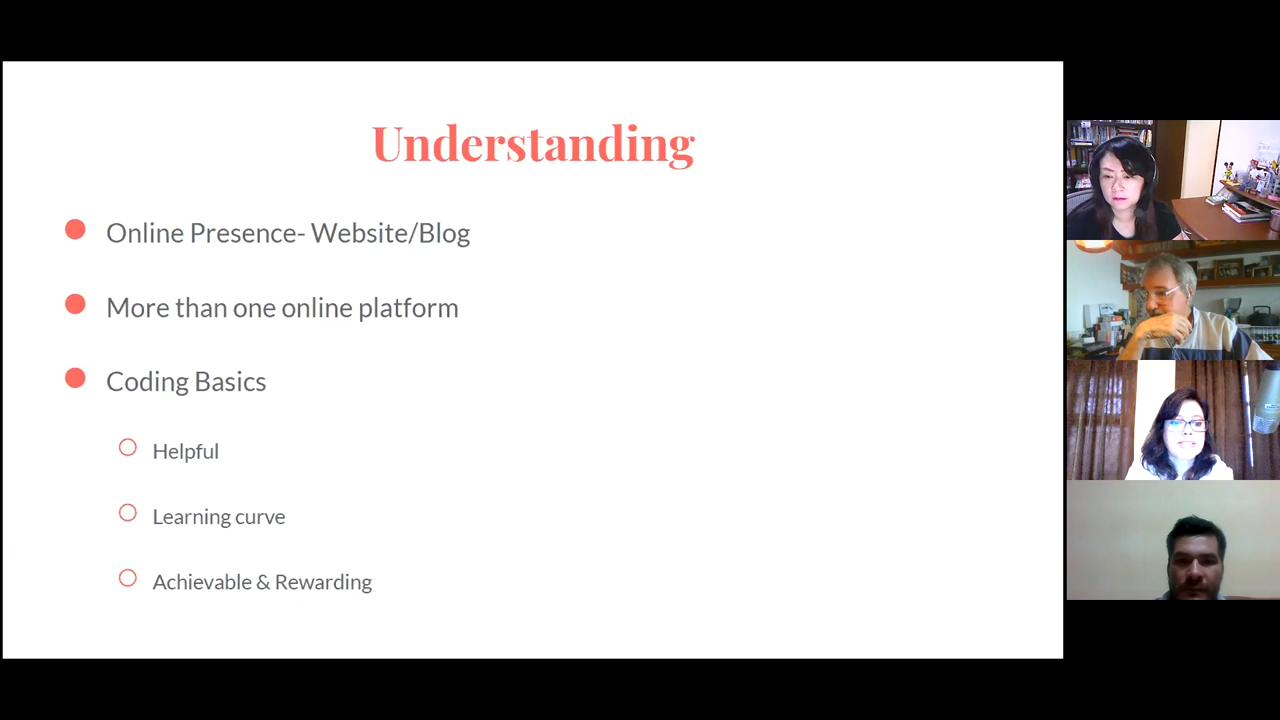 Understanding
Online Presence- Website/Blog
More than one online platform
Coding Basics
Helpful
Learning curve
Achievable & Rewarding